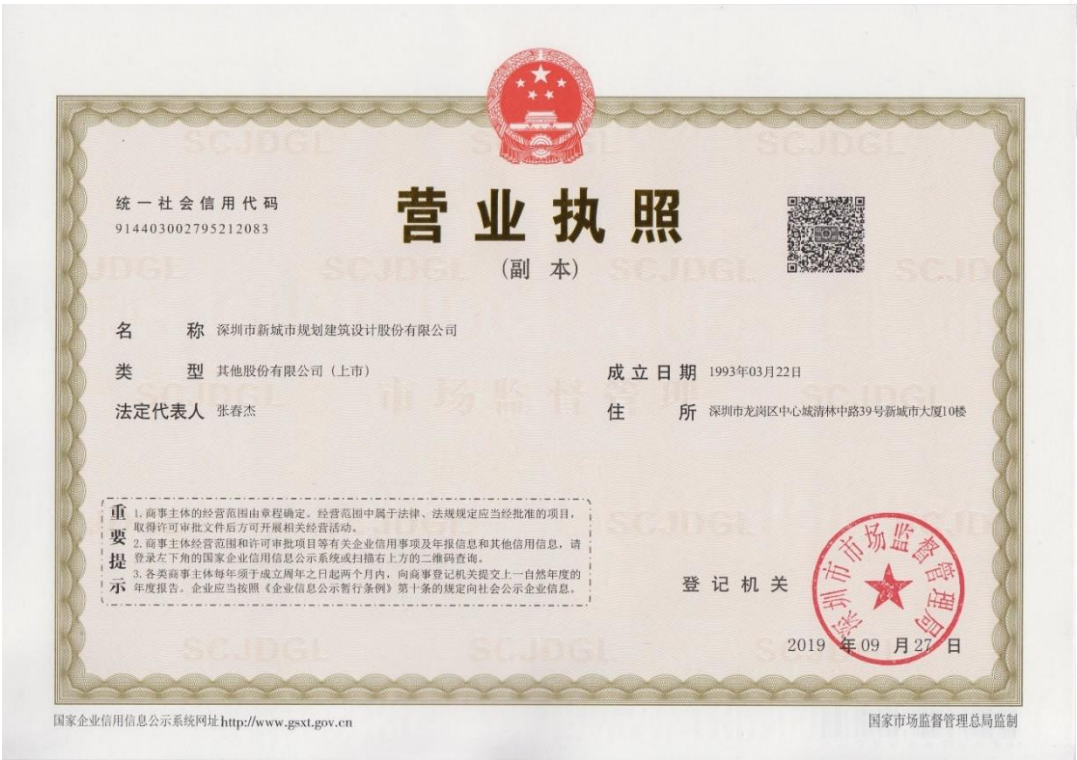 营业执照
（副 本）
统一社会信用代码
914403002795212083
名 称 深圳市新城市规划建筑设计股份有限公司
类 型 其他股份有限公司（上市）
法定代表人 张春杰
成立日期 1993年03月22日
住 所 深圳市龙岗区中心城清林中路39号新城市大厦10楼
重要提示
1.商事主体的经营范围由章程确定。经营范围中属于法律、法规规定应当经批准的项目，
取得许可审批文件后方可开展相关经营活动。
2.商事主体经营范围和许可审批项目等有关企业信用事项及年报信息和其他信用信息，请
登录左下角的国家企业信用信息公示系统或扫描右上方的二维码查询。
3.各类商事主体每年须于成立周年之日起两个月内，向商事登记机关提交上一自然年度的
年度报告。企业应当按照《企业信息公示暂行条例》第十条的规定向社会公示企业信息。
登记机关
深圳市市场监督管理局
2019 年 09 月 27 日
国家企业信用信息公示系统网址http://www.gsxt.gov.cn
国家市场监督管理总局监制
SCJDGL
市场监督管理